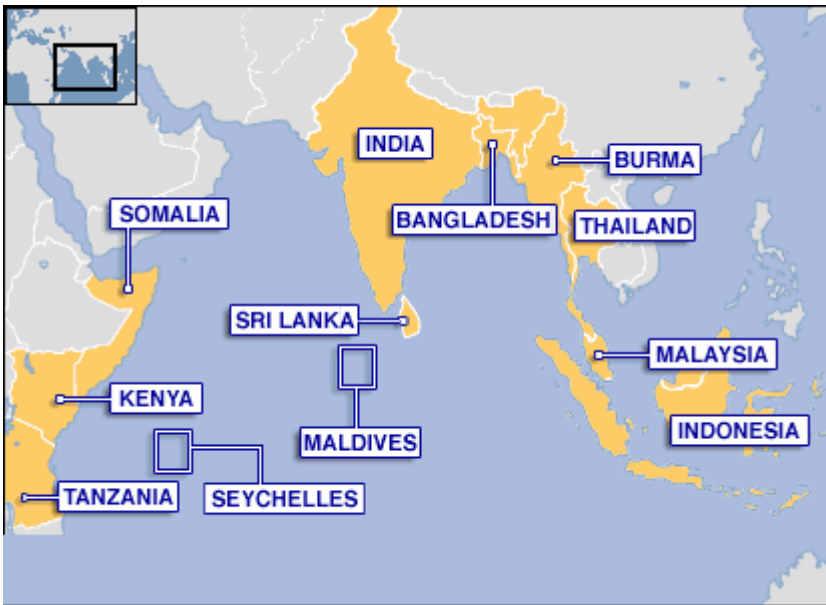 INDIA
BURMA
SOMALIA
BANGLADESH
THAILAND
SRI LANKA
MALAYSIA
KENYA
MALDIVES
INDONESIA
TANZANIA
SEYCHELLES